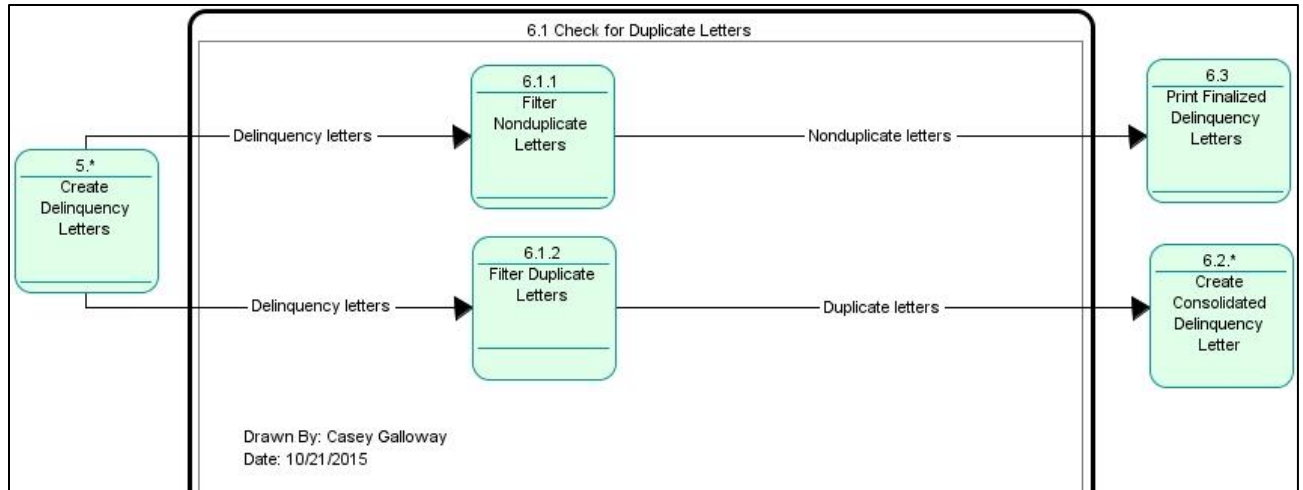 6.1 Check for Duplicate Letters
5.*
Create
Delinquency
Letters
Delinquency letters
6.1.1
Filter
Nonduplicate
Letters
Nonduplicate letters
6.3
Print Finalized
Delinquency
Letters
Delinquency letters
6.1.2
Filter Duplicate
Letters
Duplicate letters
6.2.*
Create
Consolidated
Delinquency
Letter
Drawn By: Casey Galloway
Date: 10/21/2015